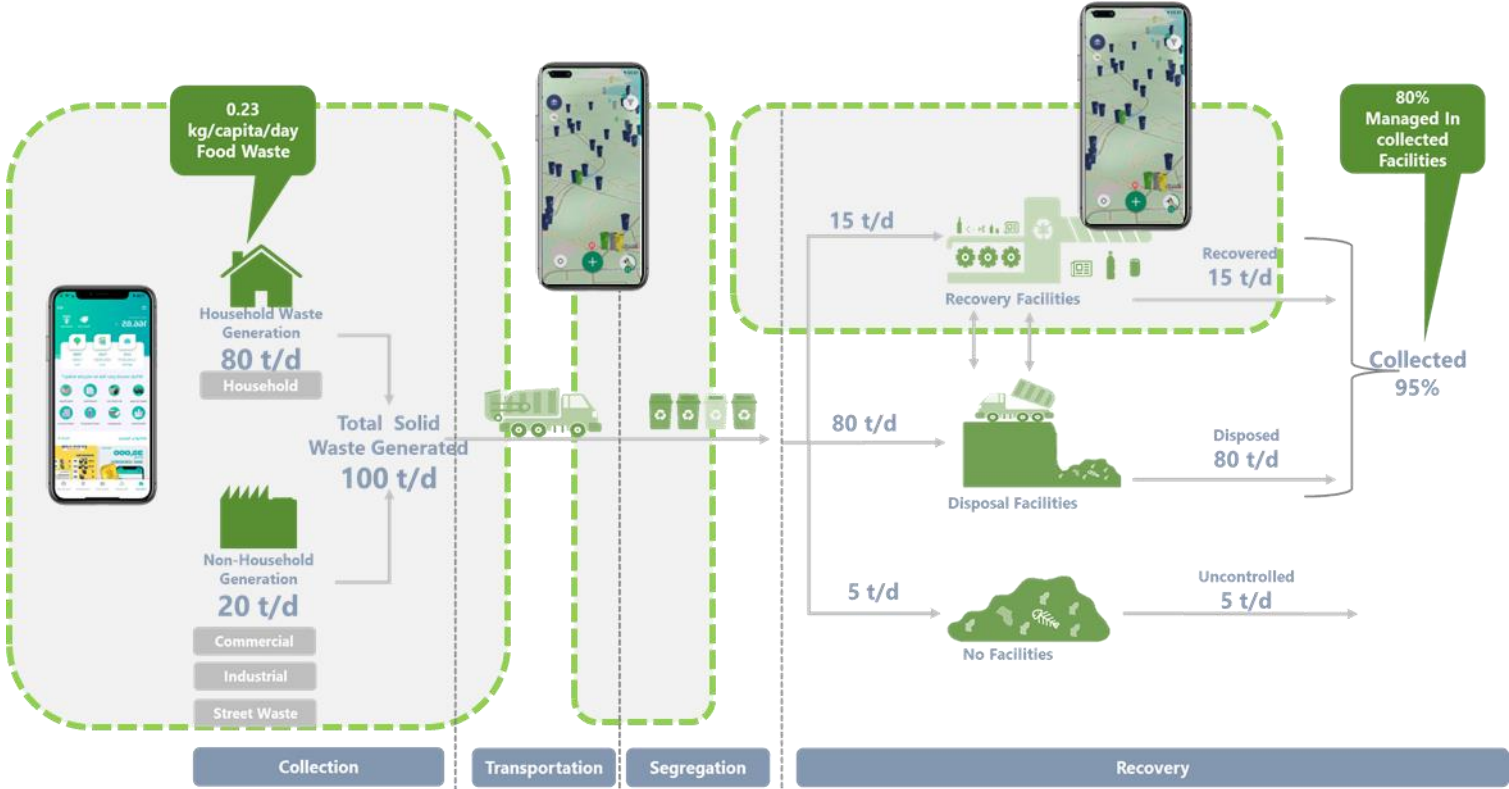 0.23
kg/capita/day
Food Waste
80%
Managed In
collected
Facilities
Household Waste
Generation
80 t/d
Household
Total Solid
Waste Generated
100 t/d
Non-Household
Generation
20 t/d
Commercial
Industrial
Street Waste
15 t/d
Recovery Facilities
Recovered
15 t/d
80 t/d
Disposal Facilities
Disposed
80 t/d
Collected
95%
5 t/d
No Facilities
Uncontrolled
5 t/d
Collection
Transportation
Segregation
Recovery